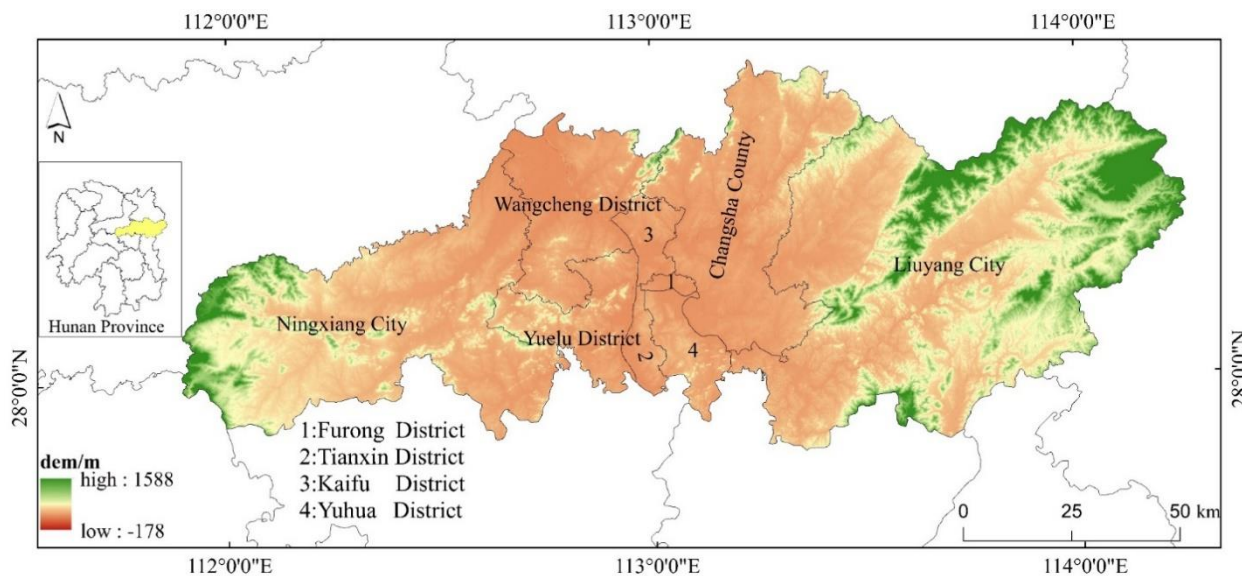 112°0'0"E 113°0'0"E 114°0'0"E
N
Wangcheng District
3
Changsha County
Liuyang City
1
Hunan Province
Ningxiang City
Yuelu District
2
4
28°0'0"N
28°0'0"N
1:Furong District
2:Tianxin District
3:Kaifu District
4:Yuhua District
dem/m
high : 1588
low : -178
0 25 50 km
112°0'0"E 113°0'0"E 114°0'0"E